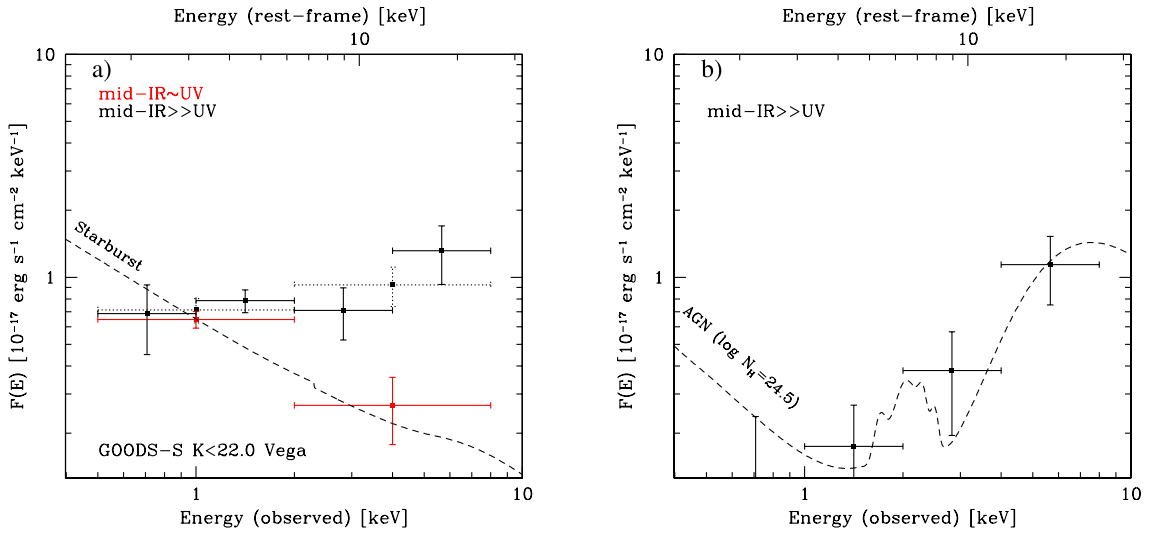 Energy (rest−frame) [keV]
10
10
1
F(E) [10⁻¹⁷ erg s⁻¹ cm⁻² keV⁻¹]
a)
mid−IR~UV
mid−IR>>UV
Starburst
GOODS−S K<22.0 Vega
1
10
Energy (observed) [keV]
Energy (rest−frame) [keV]
10
10
1
F(E) [10⁻¹⁷ erg s⁻¹ cm⁻² keV⁻¹]
b)
mid−IR>>UV
AGN (log N_H=24.5)
1
10
Energy (observed) [keV]